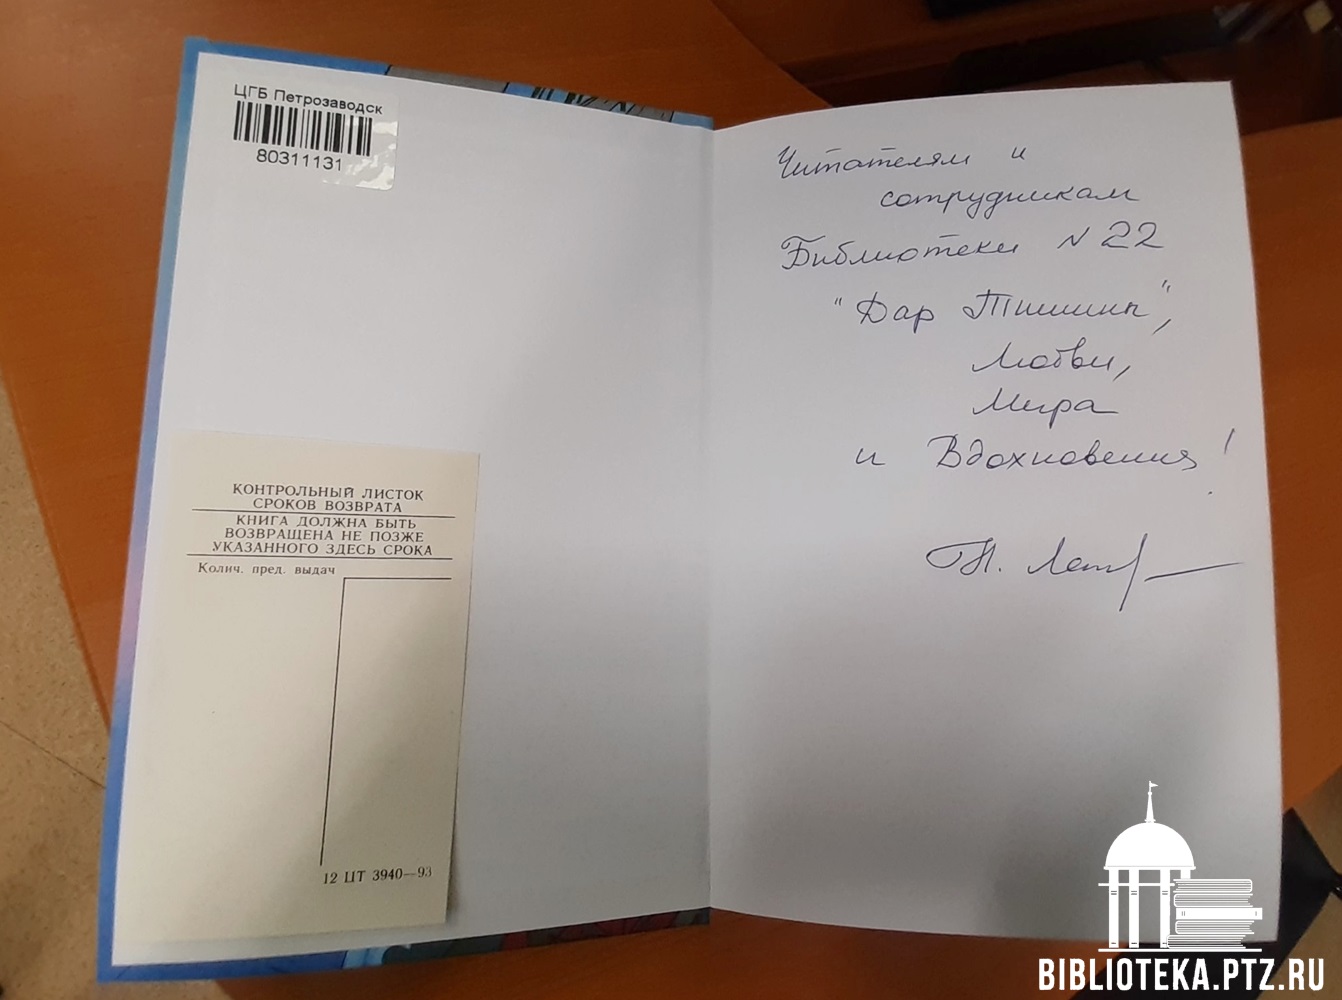 ЦГБ Петрозаводск
80311131
КОНТРОЛЬНЫЙ ЛИСТОК
СРОКОВ ВОЗВРАТА
КНИГА ДОЛЖНА БЫТЬ
ВОЗВРАЩЕНА НЕ ПОЗЖЕ
УКАЗАННОГО ЗДЕСЬ СРОКА
Колич. пред. выдач
12 ЦТ 3940—93
Читателям и
сотрудникам
Библиотеки N 22
"Дар Тишины",
Любви,
Мира
и Вдохновения!
BIBLIOTEKA.PTZ.RU